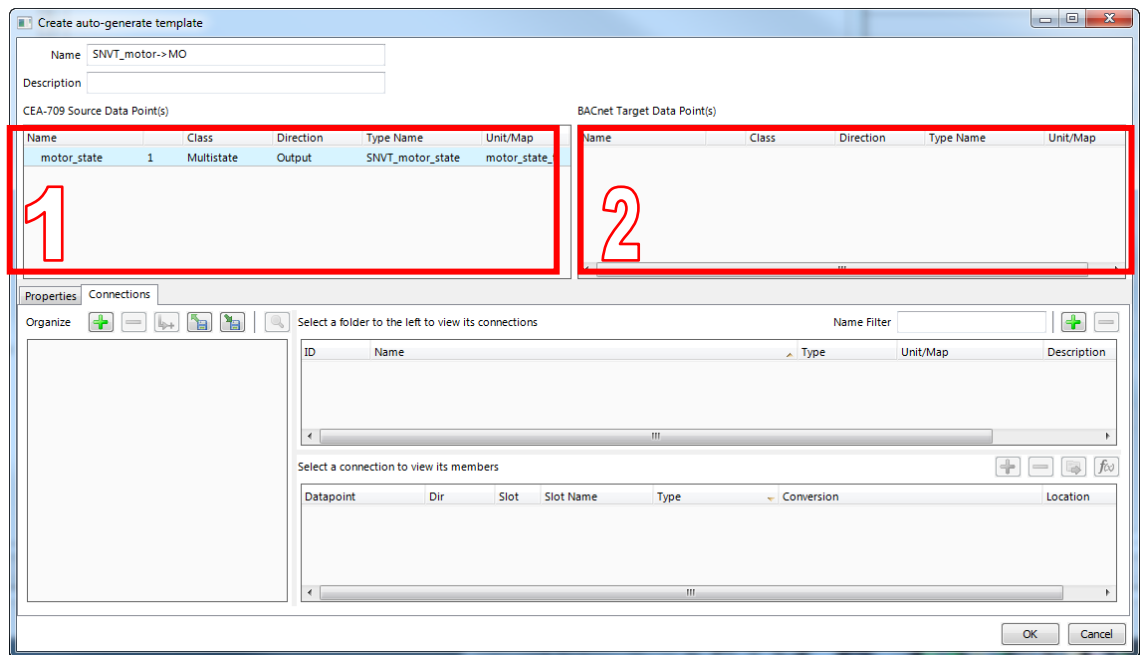 Create auto-generate template
Name SNVT_motor->MO
Description
CEA-709 Source Data Point(s) BACnet Target Data Point(s)
Name Class Direction Type Name Unit/Map Name Class Direction Type Name Unit/Map
motor_state 1 Multistate Output SNVT_motor_state motor_state_
1 2
Properties Connections
Organize Select a folder to the left to view its connections Name Filter
ID Name Type Unit/Map Description
Select a connection to view its members f(x)
Datapoint Dir Slot Slot Name Type Conversion Location
OK Cancel